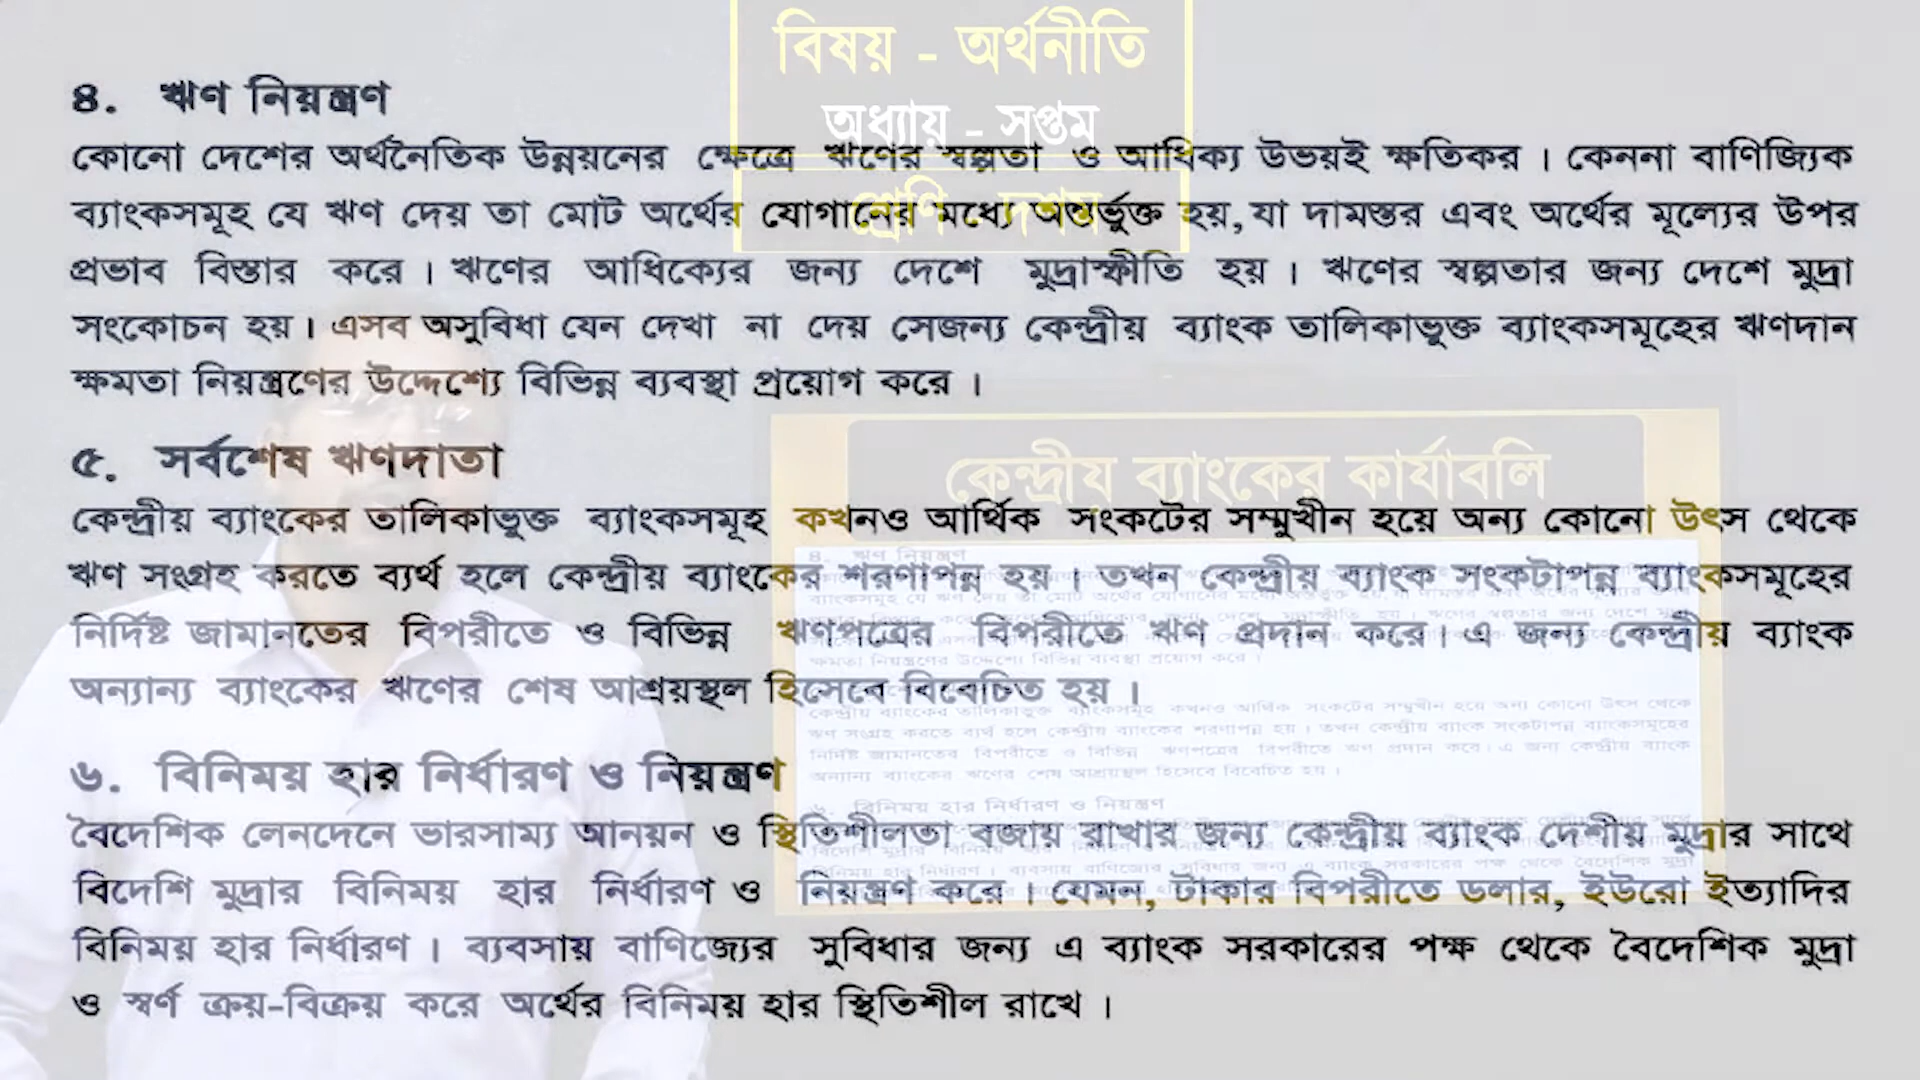 বিষয় - অর্থনীতি
অধ্যায় - সপ্তম
শ্রেণি - দশম
৪. ঋণ নিয়ন্ত্রণ
কোনো দেশের অর্থনৈতিক উন্নয়নের ক্ষেত্রে ঋণের স্বল্পতা ও আধিক্য উভয়ই ক্ষতিকর । কেননা বাণিজ্যিক
ব্যাংকসমূহ যে ঋণ দেয় তা মোট অর্থের যোগানের মধ্যে অন্তর্ভুক্ত হয়, যা দামস্তর এবং অর্থের মূল্যের উপর
প্রভাব বিস্তার করে । ঋণের আধিক্যের জন্য দেশে মুদ্রাস্ফীতি হয় । ঋণের স্বল্পতার জন্য দেশে মুদ্রা
সংকোচন হয় । এসব অসুবিধা যেন দেখা না দেয় সেজন্য কেন্দ্রীয় ব্যাংক তালিকাভুক্ত ব্যাংকসমূহের ঋণদান
ক্ষমতা নিয়ন্ত্রণের উদ্দেশ্যে বিভিন্ন ব্যবস্থা প্রয়োগ করে ।
কেন্দ্রীয় ব্যাংকের কার্যাবলি
৫. সর্বশেষ ঋণদাতা
কেন্দ্রীয় ব্যাংকের তালিকাভুক্ত ব্যাংকসমূহ কখনও আর্থিক সংকটের সম্মুখীন হয়ে অন্য কোনো উৎস থেকে
ঋণ সংগ্রহ করতে ব্যর্থ হলে কেন্দ্রীয় ব্যাংকের শরণাপন্ন হয় । তখন কেন্দ্রীয় ব্যাংক সংকটাপন্ন ব্যাংকসমূহের
নির্দিষ্ট জামানতের বিপরীতে ও বিভিন্ন ঋণপত্রের বিপরীতে ঋণ প্রদান করে । এ জন্য কেন্দ্রীয় ব্যাংক
অন্যান্য ব্যাংকের ঋণের শেষ আশ্রয়স্থল হিসেবে বিবেচিত হয় ।
৬. বিনিময় হার নির্ধারণ ও নিয়ন্ত্রণ
বৈদেশিক লেনদেনে ভারসাম্য আনয়ন ও স্থিতিশীলতা বজায় রাখার জন্য কেন্দ্রীয় ব্যাংক দেশীয় মুদ্রার সাথে
বিদেশি মুদ্রার বিনিময় হার নির্ধারণ ও নিয়ন্ত্রণ করে । যেমন, টাকার বিপরীতে ডলার, ইউরো ইত্যাদির
বিনিময় হার নির্ধারণ । ব্যবসায় বাণিজ্যের সুবিধার জন্য এ ব্যাংক সরকারের পক্ষ থেকে বৈদেশিক মুদ্রা
ও স্বর্ণ ক্রয়-বিক্রয় করে অর্থের বিনিময় হার স্থিতিশীল রাখে ।